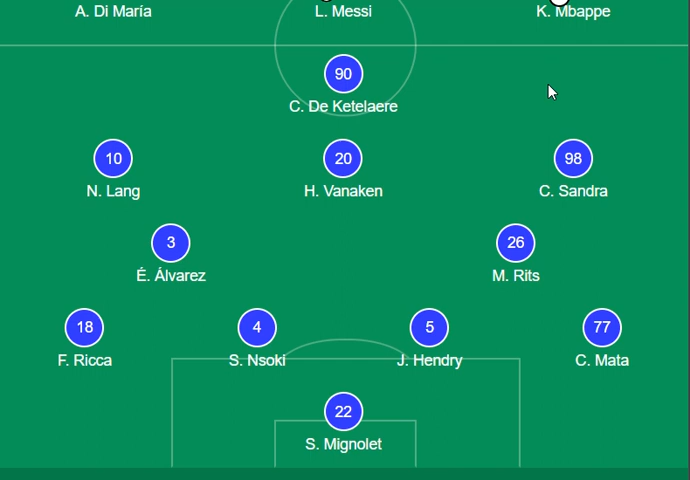 A. Di María L. Messi K. Mbappe
90
C. De Ketelaere
10 20 98
N. Lang H. Vanaken C. Sandra
3 26
É. Álvarez M. Rits
18 4 5 77
F. Ricca S. Nsoki J. Hendry C. Mata
22
S. Mignolet